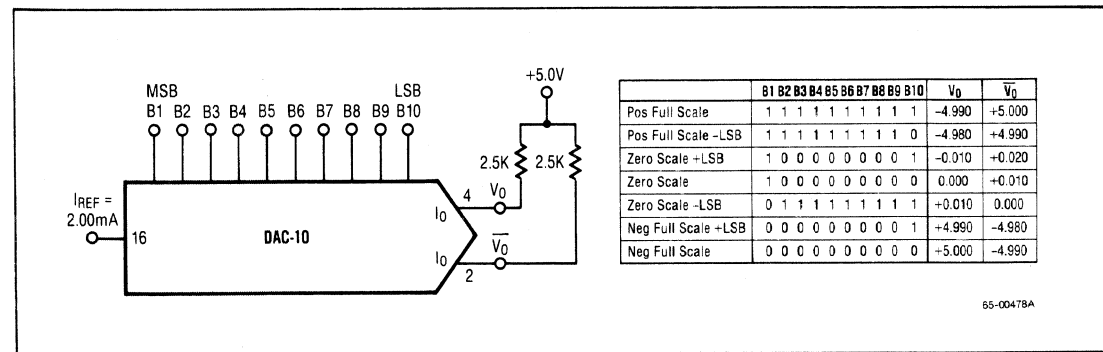 +5.0V
MSB LSB
B1 B2 B3 B4 B5 B6 B7 B8 B9 B10
2.5K 2.5K
4 V0
I0
IREF =
2.00mA
16
DAC-10
I0 V0
2
B1 B2 B3 B4 B5 B6 B7 B8 B9 B10 V0 V0
Pos Full Scale 1 1 1 1 1 1 1 1 1 1 -4.990 +5.000
Pos Full Scale -LSB 1 1 1 1 1 1 1 1 1 0 -4.980 +4.990
Zero Scale +LSB 1 0 0 0 0 0 0 0 0 1 -0.010 +0.020
Zero Scale 1 0 0 0 0 0 0 0 0 0 0.000 +0.010
Zero Scale -LSB 0 1 1 1 1 1 1 1 1 1 +0.010 0.000
Neg Full Scale +LSB 0 0 0 0 0 0 0 0 0 1 +4.990 -4.980
Neg Full Scale 0 0 0 0 0 0 0 0 0 0 +5.000 -4.990
65-00478A